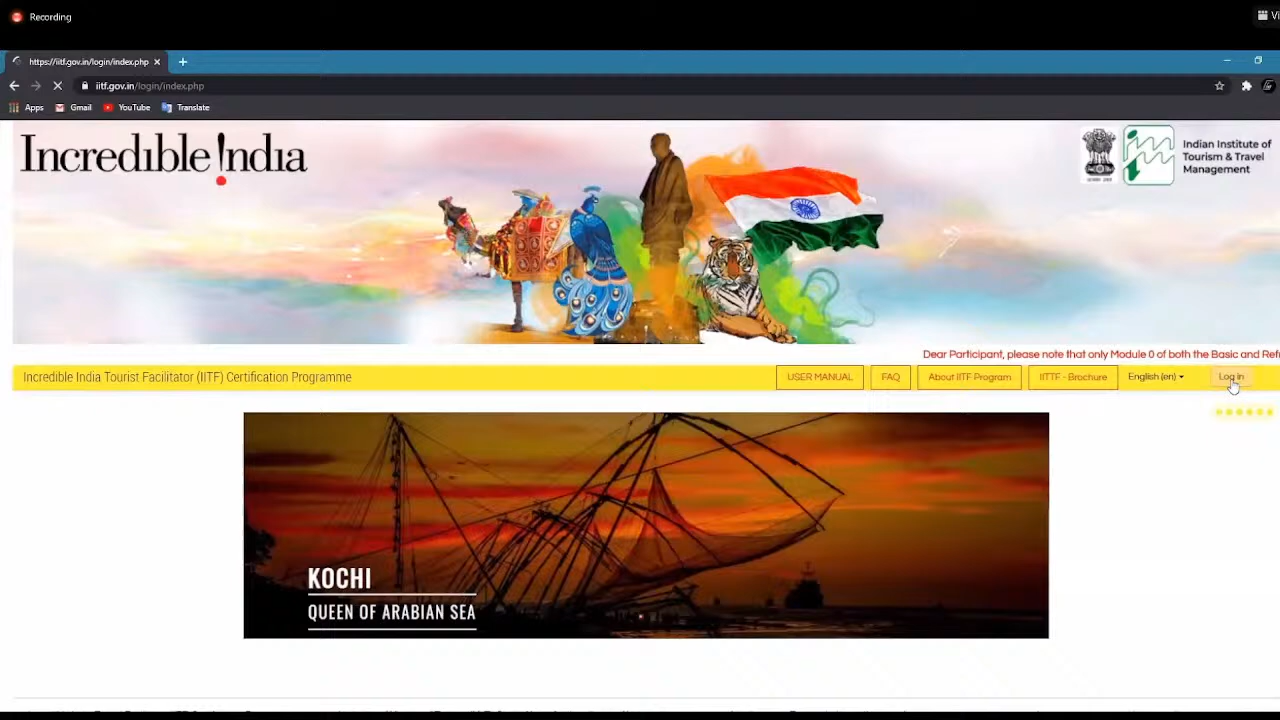 Recording
Vi
https://iitf.gov.in/login/index.php
iitf.gov.in/login/index.php
Apps Gmail YouTube Translate
Incredible !ndia
Indian Institute of
Tourism & Travel
Management
Dear Participant, please note that only Module 0 of both the Basic and Refr
Incredible India Tourist Facilitator (IITF) Certification Programme
USER MANUAL FAQ About IITF Program IITTF - Brochure English (en) Log in
KOCHI
QUEEN OF ARABIAN SEA